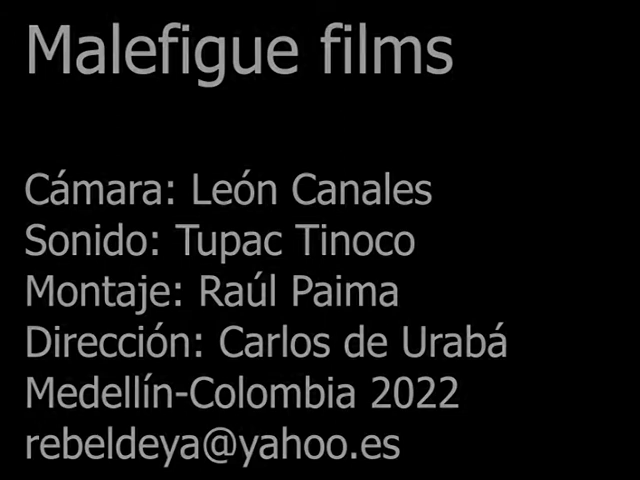 Malefigue films
Cámara: León Canales
Sonido: Tupac Tinoco
Montaje: Raúl Paima
Dirección: Carlos de Urabá
Medellín-Colombia 2022
rebeldeya@yahoo.es